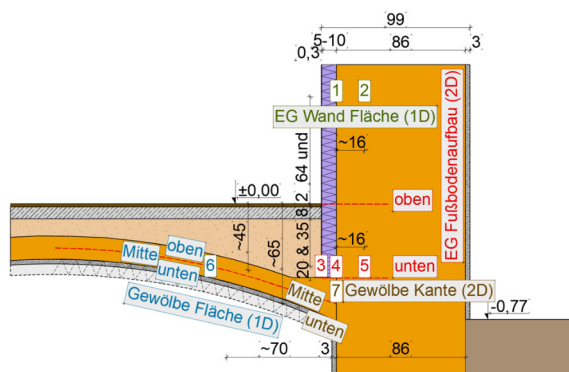 99
5-10 86 3
0,3
1 2
EG Wand Fläche (1D)
EG Fußbodenaufbau (2D)
~16
20 & 35 8,2 64 und
±0,00
oben
~45
~65
~16
Mitte oben
unten 6
3 4 5 unten
Mitte
7 Gewölbe Kante (2D)
Gewölbe Fläche (1D)
unten
-0,77
~70 3 86